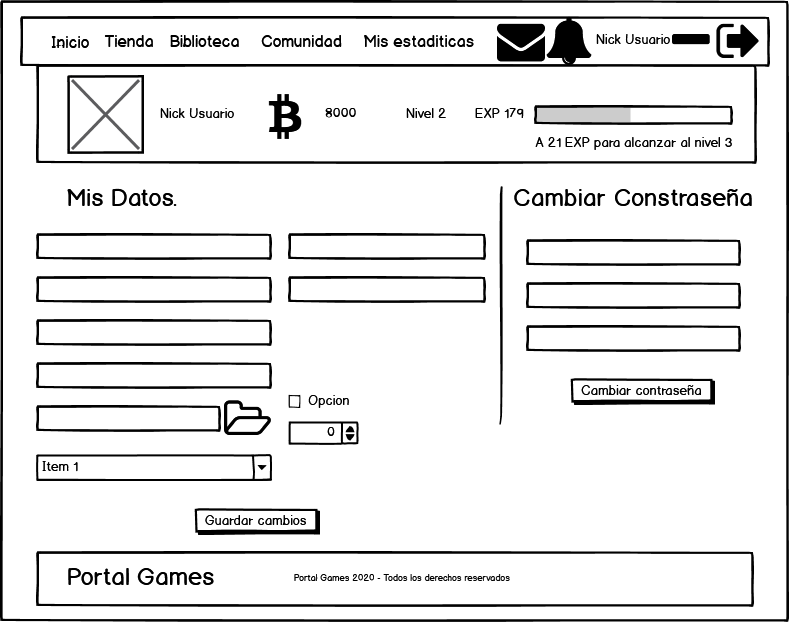 Inicio Tienda Biblioteca Comunidad Mis estaditicas Nick Usuario
Nick Usuario 8000 Nivel 2 EXP 179
A 21 EXP para alcanzar al nivel 3
Mis Datos.
Cambiar Constraseña
Cambiar contraseña
Opcion
0
Item 1
Guardar cambios
Portal Games
Portal Games 2020 - Todos los derechos reservados